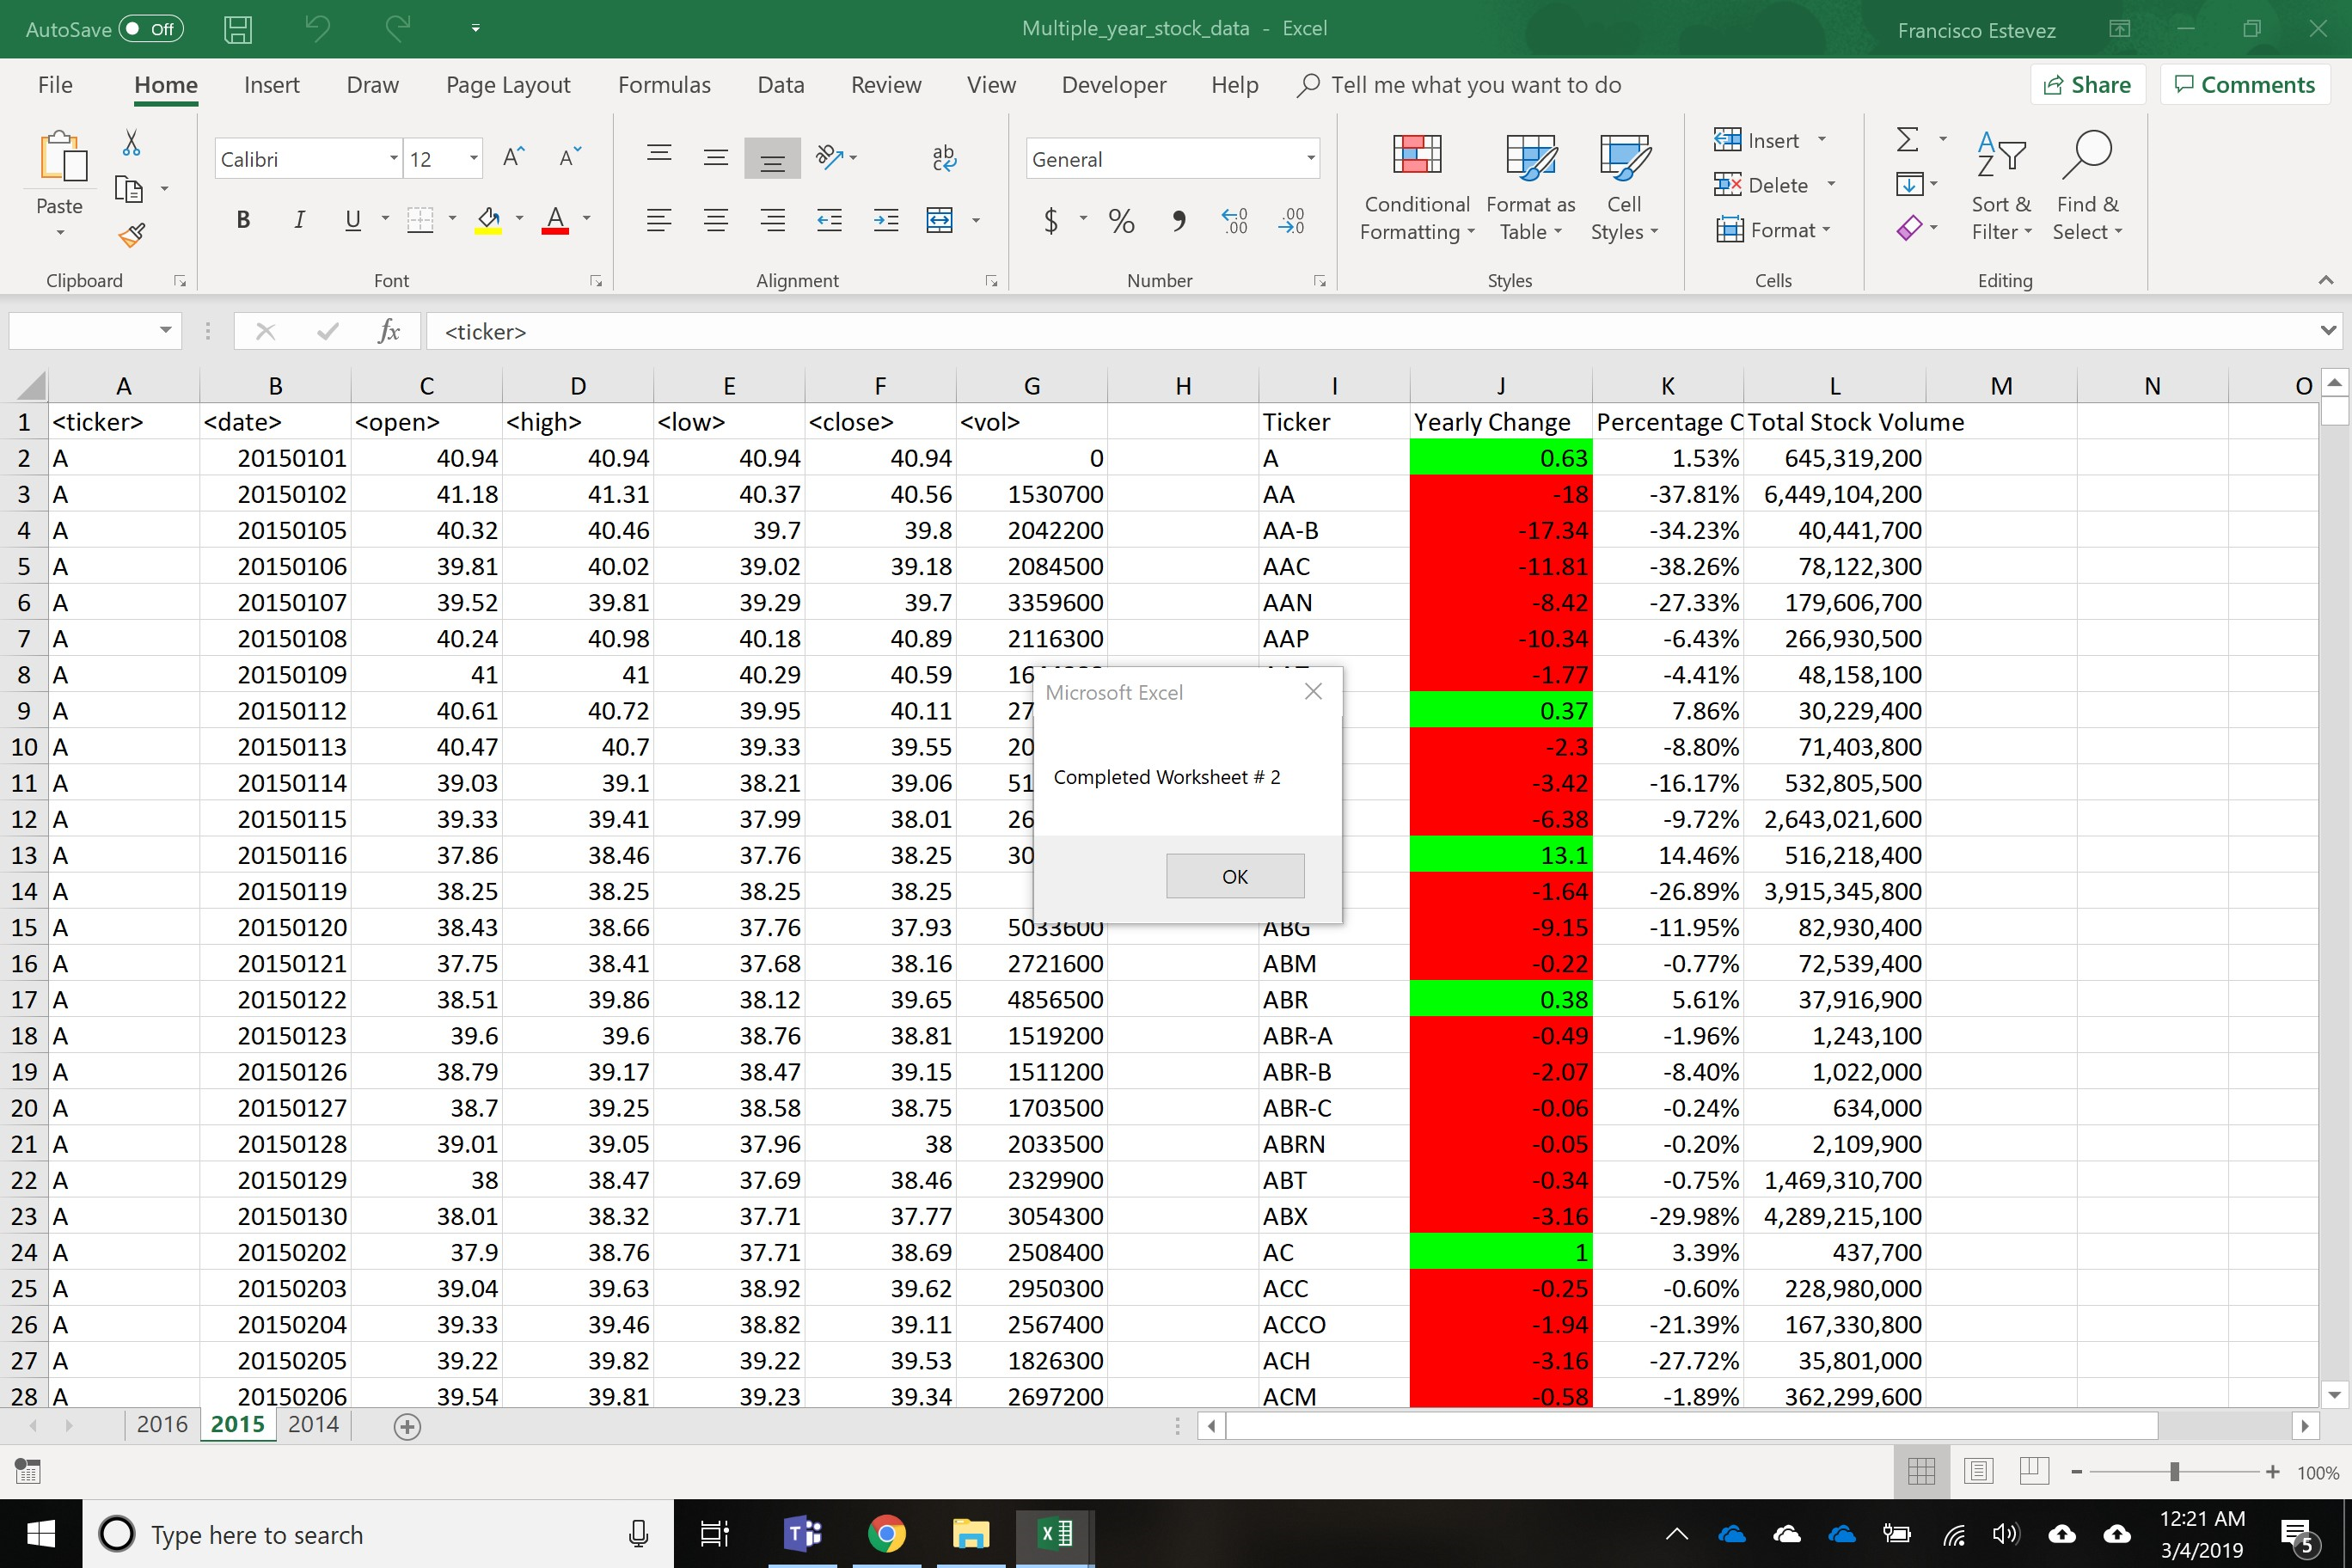 AutoSave Off Multiple_year_stock_data - Excel Francisco Estevez
File Home Insert Draw Page Layout Formulas Data Review View Developer Help Tell me what you want to do Share Comments
Paste Calibri 12 General Conditional Formatting Format as Table Cell Styles Insert Delete Format Sort & Filter Find & Select
Clipboard Font Alignment Number Styles Cells Editing
fx <ticker>
A B C D E F G H I J K L M N O
1 <ticker> <date> <open> <high> <low> <close> <vol> Ticker Yearly Change Percentage C Total Stock Volume
2 A 20150101 40.94 40.94 40.94 40.94 0 A 0.63 1.53% 645,319,200
3 A 20150102 41.18 41.31 40.37 40.56 1530700 AA -18 -37.81% 6,449,104,200
4 A 20150105 40.32 40.46 39.7 39.8 2042200 AA-B -17.34 -34.23% 40,441,700
5 A 20150106 39.81 40.02 39.02 39.18 2084500 AAC -11.81 -38.26% 78,122,300
6 A 20150107 39.52 39.81 39.29 39.7 3359600 AAN -8.42 -27.33% 179,606,700
7 A 20150108 40.24 40.98 40.18 40.89 2116300 AAP -10.34 -6.43% 266,930,500
8 A 20150109 41 41 40.29 40.59 -1.77 -4.41% 48,158,100
9 A 20150112 40.61 40.72 39.95 40.11 27 0.37 7.86% 30,229,400
10 A 20150113 40.47 40.7 39.33 39.55 20 -2.3 -8.80% 71,403,800
11 A 20150114 39.03 39.1 38.21 39.06 51 -3.42 -16.17% 532,805,500
12 A 20150115 39.33 39.41 37.99 38.01 26 -6.38 -9.72% 2,643,021,600
13 A 20150116 37.86 38.46 37.76 38.25 30 13.1 14.46% 516,218,400
14 A 20150119 38.25 38.25 38.25 38.25 -1.64 -26.89% 3,915,345,800
15 A 20150120 38.43 38.66 37.76 37.93 5033600 ABG -9.15 -11.95% 82,930,400
16 A 20150121 37.75 38.41 37.68 38.16 2721600 ABM -0.22 -0.77% 72,539,400
17 A 20150122 38.51 39.86 38.12 39.65 4856500 ABR 0.38 5.61% 37,916,900
18 A 20150123 39.6 39.6 38.76 38.81 1519200 ABR-A -0.49 -1.96% 1,243,100
19 A 20150126 38.79 39.17 38.47 39.15 1511200 ABR-B -2.07 -8.40% 1,022,000
20 A 20150127 38.7 39.25 38.58 38.75 1703500 ABR-C -0.06 -0.24% 634,000
21 A 20150128 39.01 39.05 37.96 38 2033500 ABRN -0.05 -0.20% 2,109,900
22 A 20150129 38 38.47 37.69 38.46 2329900 ABT -0.34 -0.75% 1,469,310,700
23 A 20150130 38.01 38.32 37.71 37.77 3054300 ABX -3.16 -29.98% 4,289,215,100
24 A 20150202 37.9 38.76 37.71 38.69 2508400 AC 1 3.39% 437,700
25 A 20150203 39.04 39.63 38.92 39.62 2950300 ACC -0.25 -0.60% 228,980,000
26 A 20150204 39.33 39.46 38.82 39.11 2567400 ACCO -1.94 -21.39% 167,330,800
27 A 20150205 39.22 39.82 39.22 39.53 1826300 ACH -3.16 -27.72% 35,801,000
28 A 20150206 39.54 39.81 39.23 39.34 2697200 ACM -0.58 -1.89% 362,299,600
Microsoft Excel
Completed Worksheet # 2
OK
2016 2015 2014
100%
Type here to search
12:21 AM
3/4/2019
5